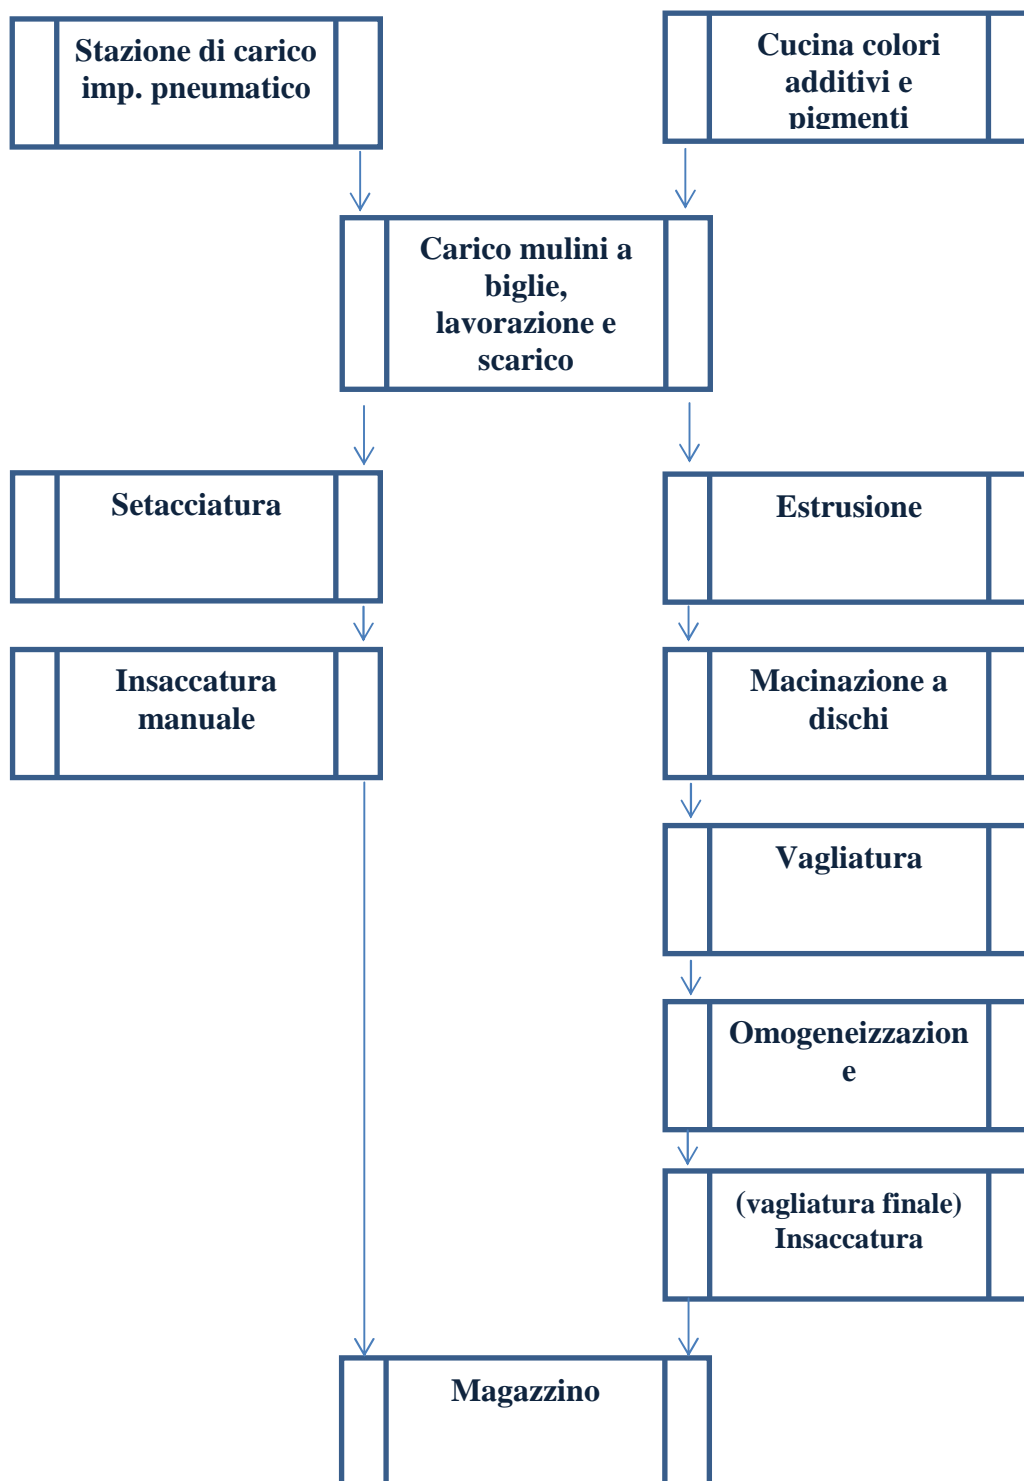 Stazione di carico
imp. pneumatico
Cucina colori
additivi e
pigmenti
Carico mulini a
biglie,
lavorazione e
scarico
Setacciatura
Estrusione
Insaccatura
manuale
Macinazione a
dischi
Vagliatura
Omogeneizzazion
e
(vagliatura finale)
Insaccatura
Magazzino